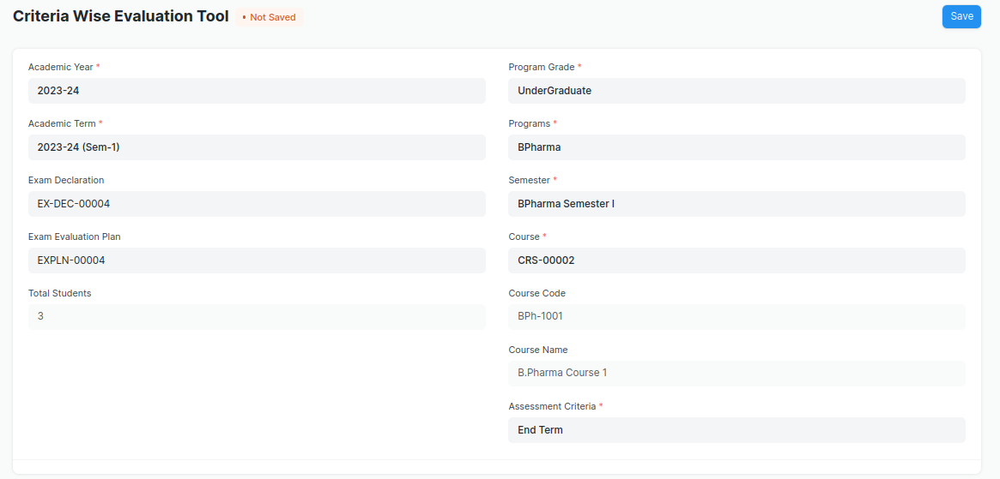 Criteria Wise Evaluation Tool • Not Saved Save
Academic Year *
2023-24
Academic Term *
2023-24 (Sem-1)
Exam Declaration
EX-DEC-00004
Exam Evaluation Plan
EXPLN-00004
Total Students
3
Program Grade *
UnderGraduate
Programs *
BPharma
Semester *
BPharma Semester I
Course *
CRS-00002
Course Code
BPh-1001
Course Name
B.Pharma Course 1
Assessment Criteria *
End Term